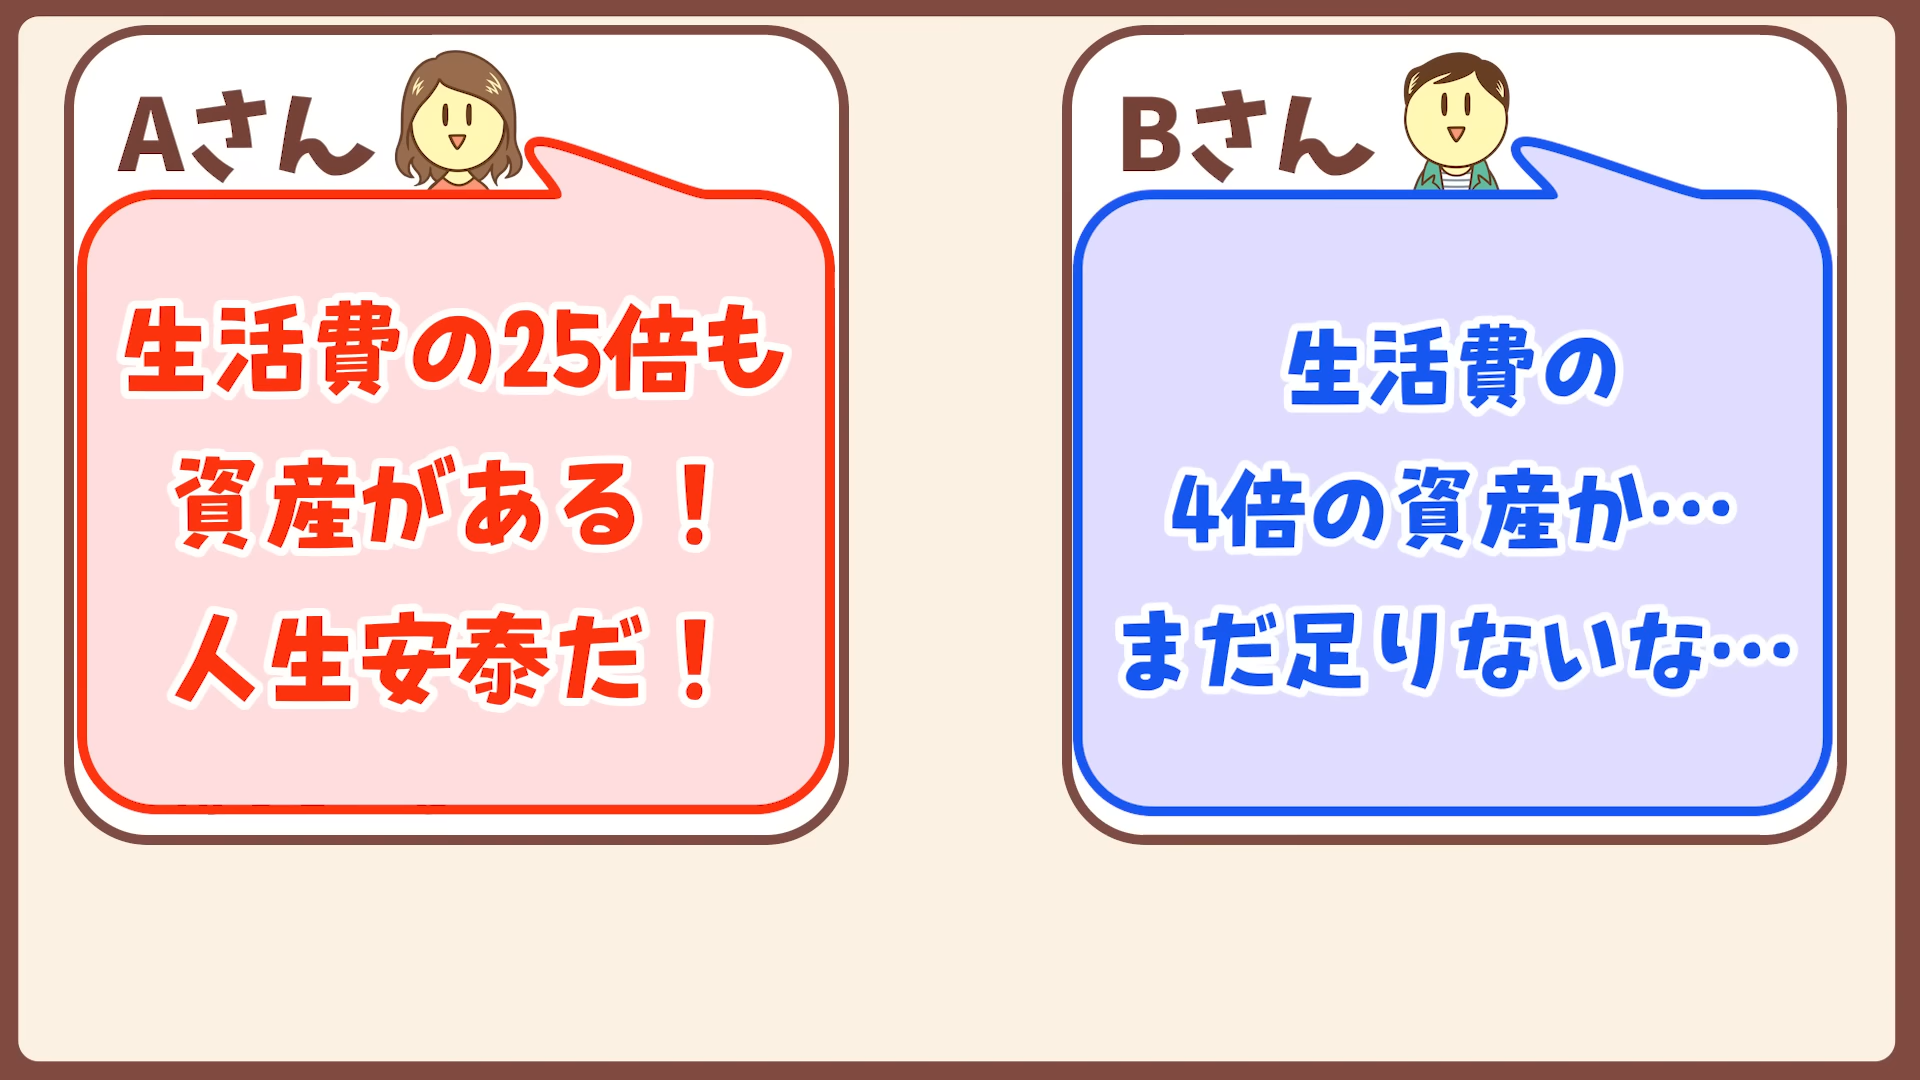 Aさん
生活費の25倍も
資産がある！
人生安泰だ！
Bさん
生活費の
4倍の資産か…
まだ足りないな…